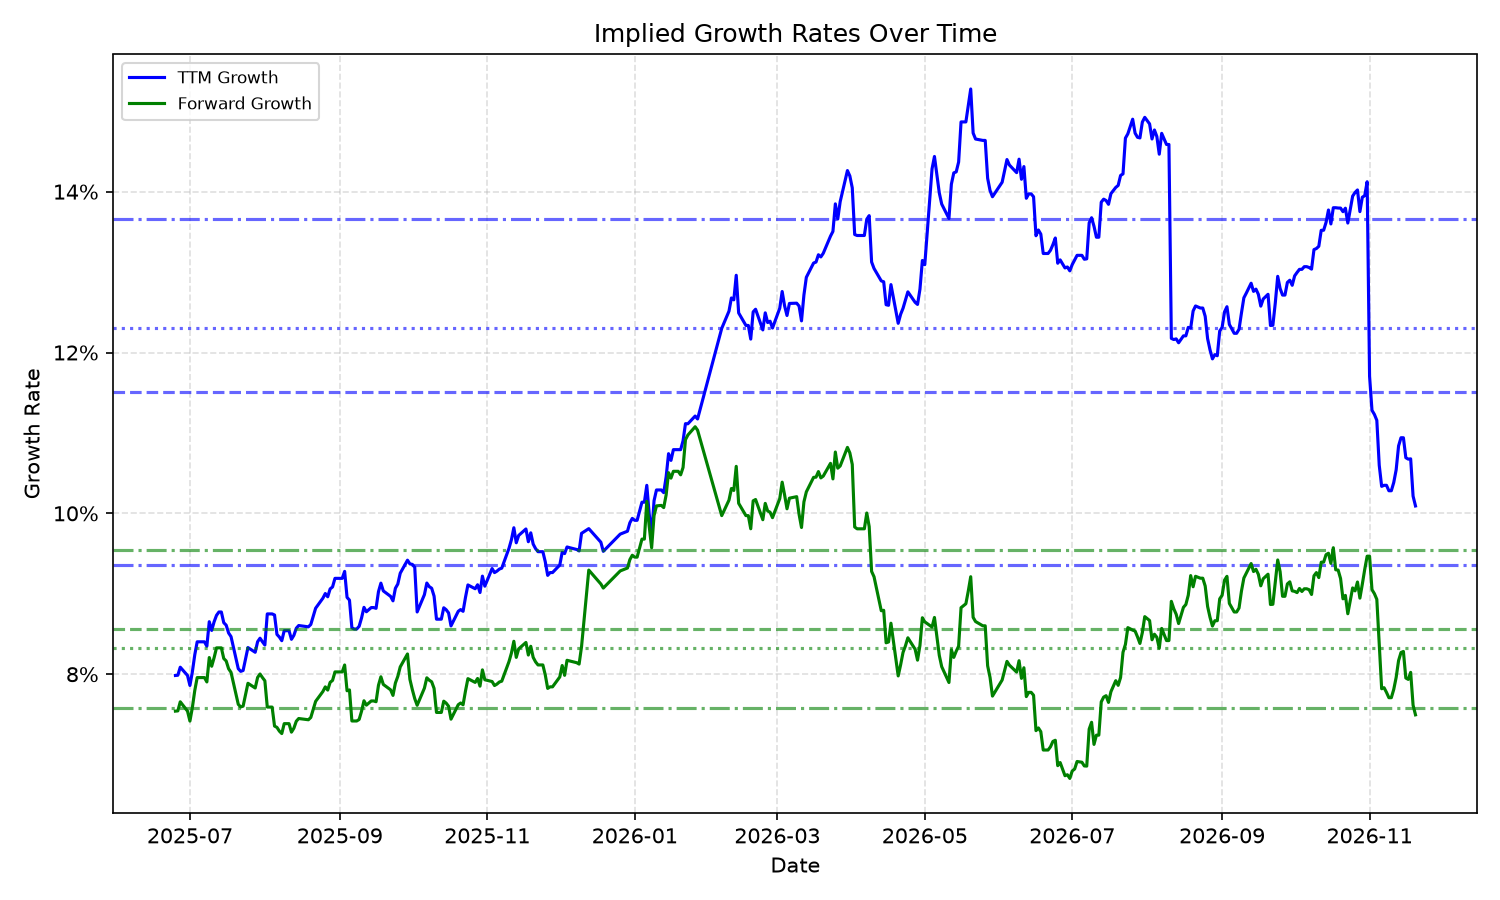 Implied Growth Rates Over Time
TTM Growth
Forward Growth
14%
12%
10%
8%
Growth Rate
2025-07
2025-09
2025-11
2026-01
2026-03
2026-05
2026-07
2026-09
2026-11
Date